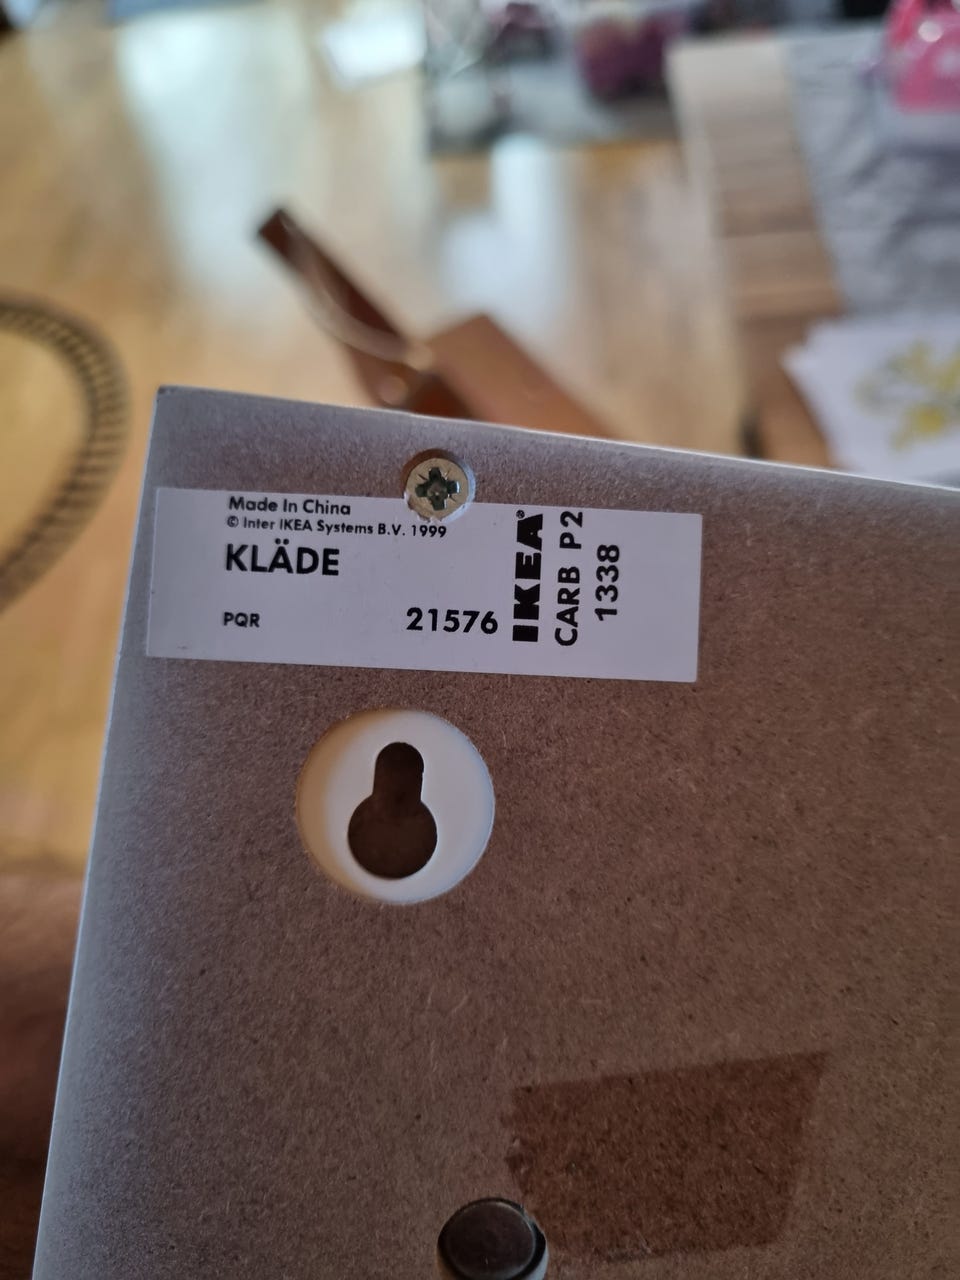 Made In China
© Inter IKEA Systems B.V. 1999
KLÄDE
PQR
21576
IKEA®
CARB P2
1338